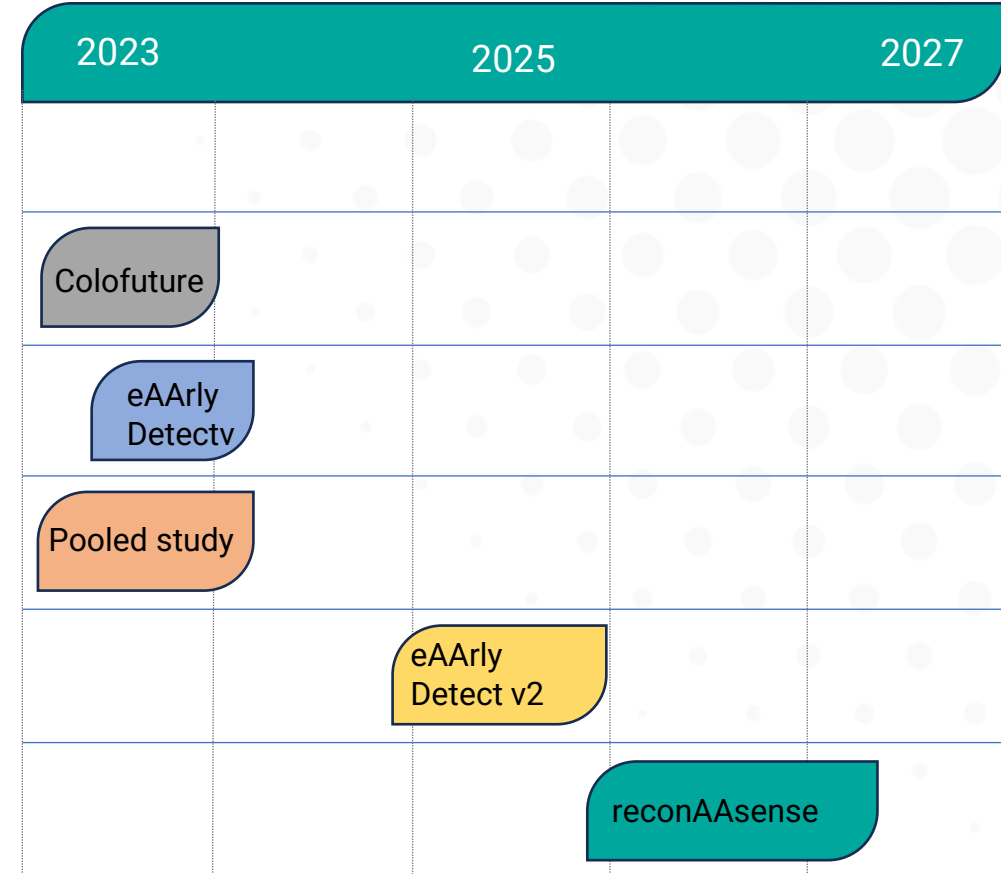 2023
2025
2027
Colofuture
eAArly
Detectv
Pooled study
eAArly
Detect v2
reconAAsense